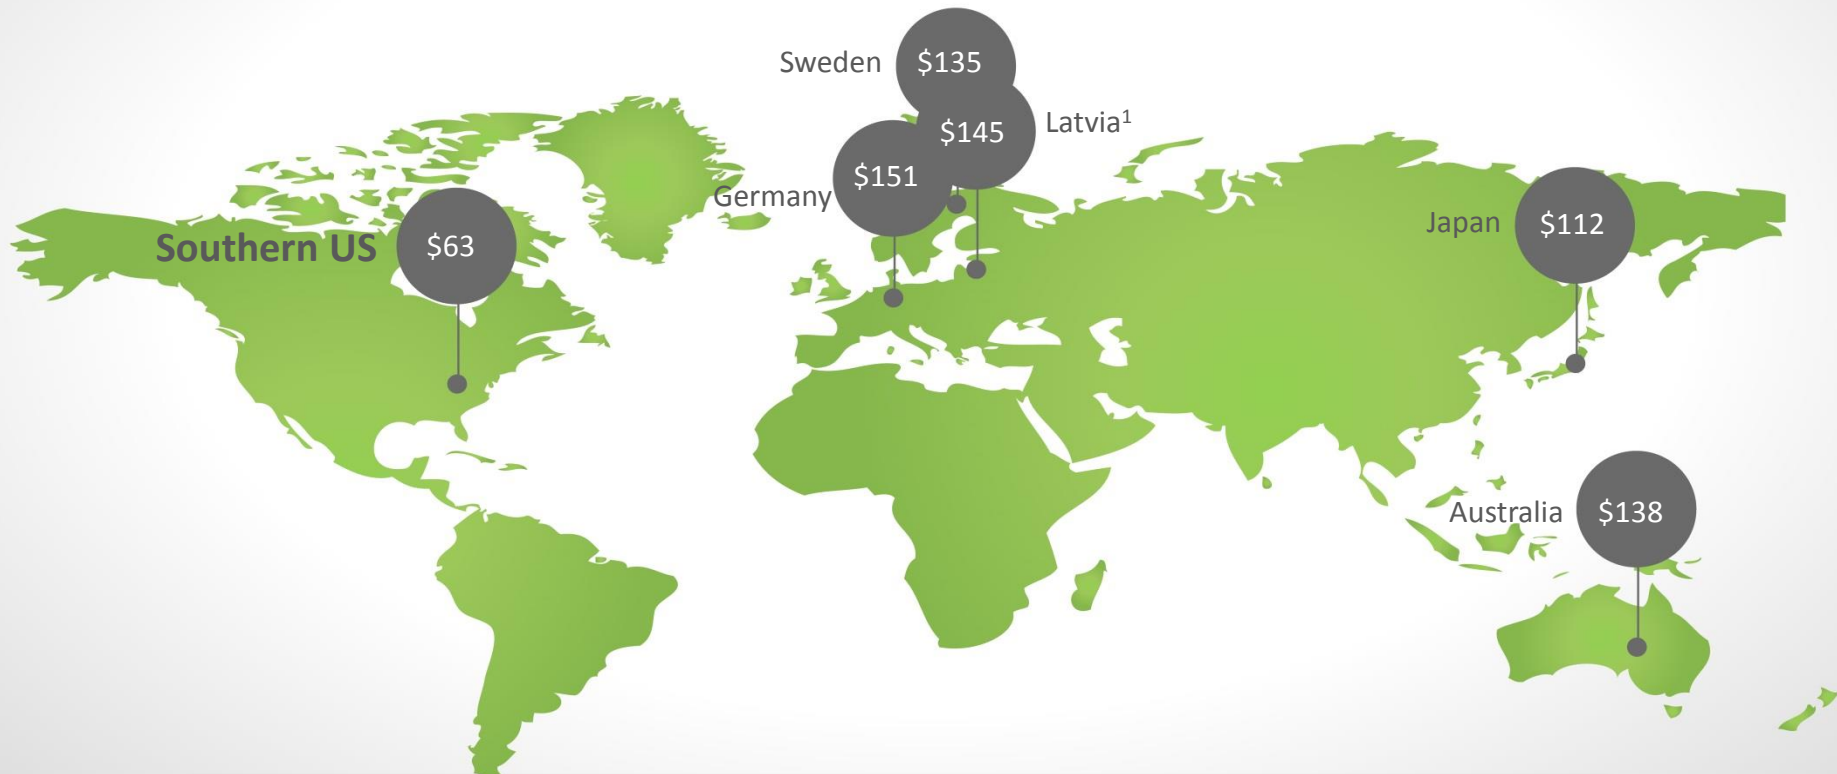 Sweden
$135
$145
Latvia¹
$151
Germany
Southern US
$63
Japan
$112
Australia
$138